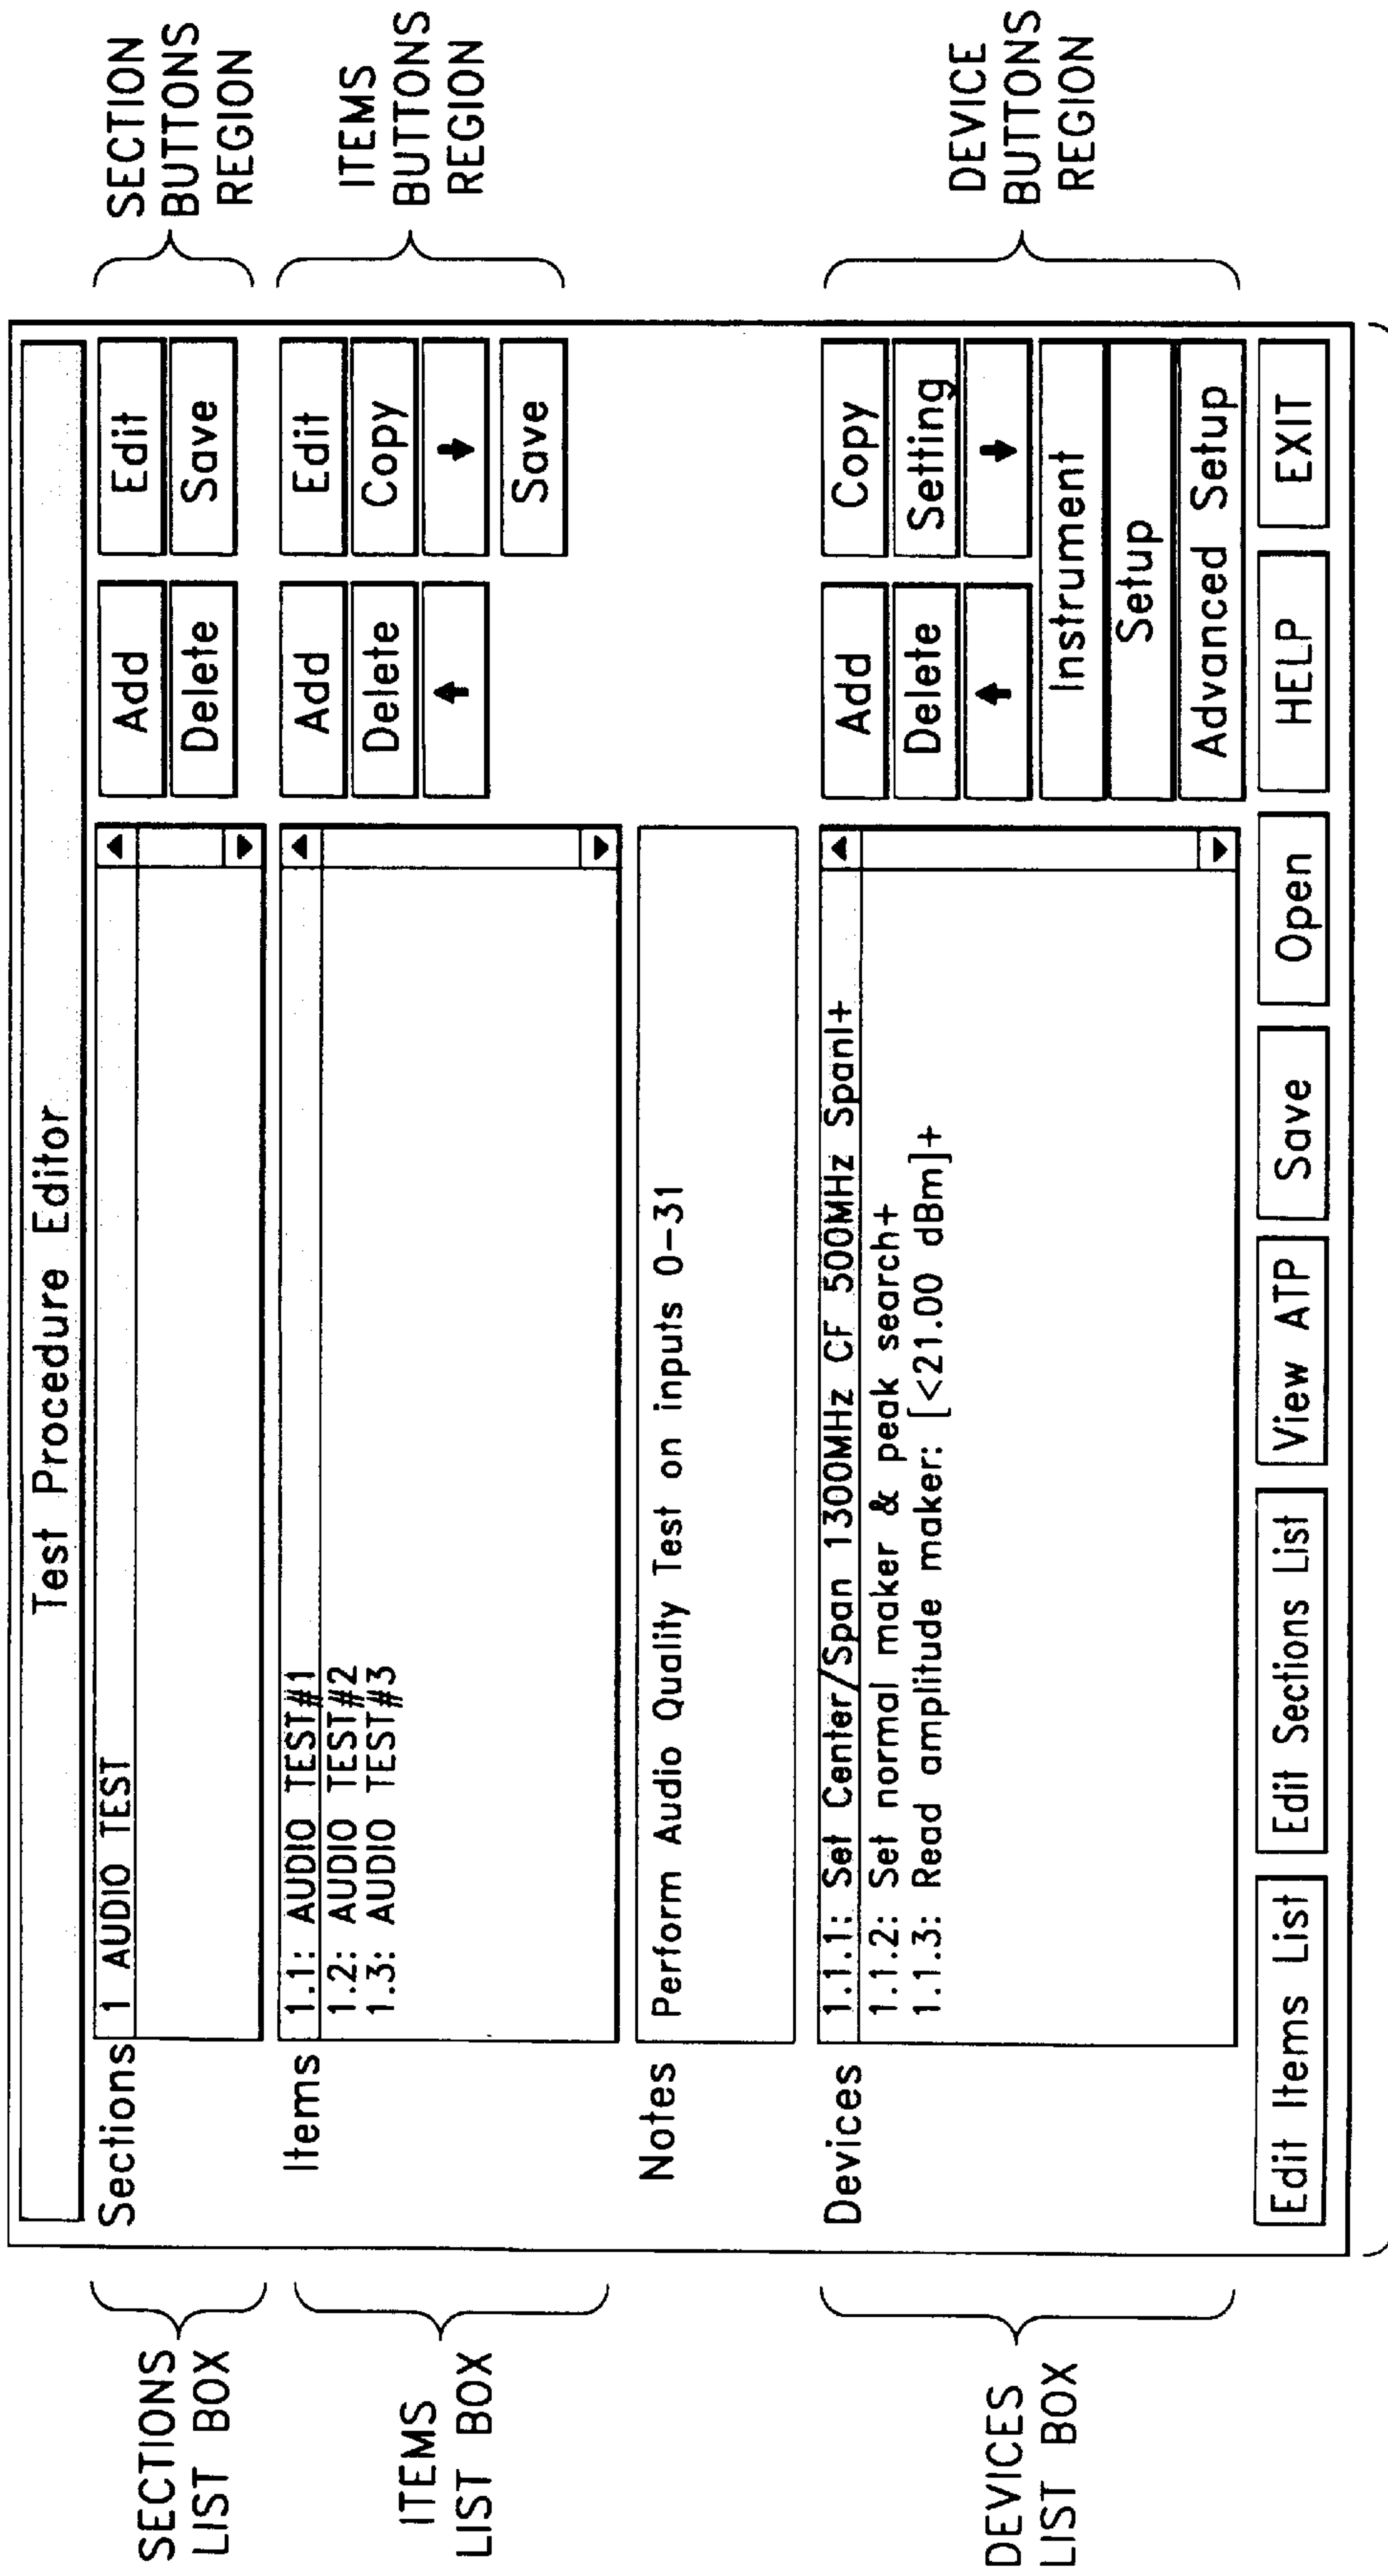 Test Procedure Editor
SECTIONS
LIST BOX
Sections
1 AUDIO TEST
Add
Edit
Delete
Save
SECTION
BUTTONS
REGION
ITEMS
LIST BOX
Items
1.1: AUDIO TEST#1
1.2: AUDIO TEST#2
1.3: AUDIO TEST#3
Add
Edit
Delete
Copy
Save
ITEMS
BUTTONS
REGION
Notes
Perform Audio Quality Test on inputs 0-31
DEVICES
LIST BOX
Devices
1.1.1: Set Center/Span 1300MHz CF 500MHz SpanI+
1.1.2: Set normal maker & peak search+
1.1.3: Read amplitude maker: [<21.00 dBm]+
Add
Copy
Delete
Setting
Instrument
Setup
Advanced Setup
DEVICE
BUTTONS
REGION
Edit Items List
Edit Sections List
View ATP
Save
Open
HELP
EXIT